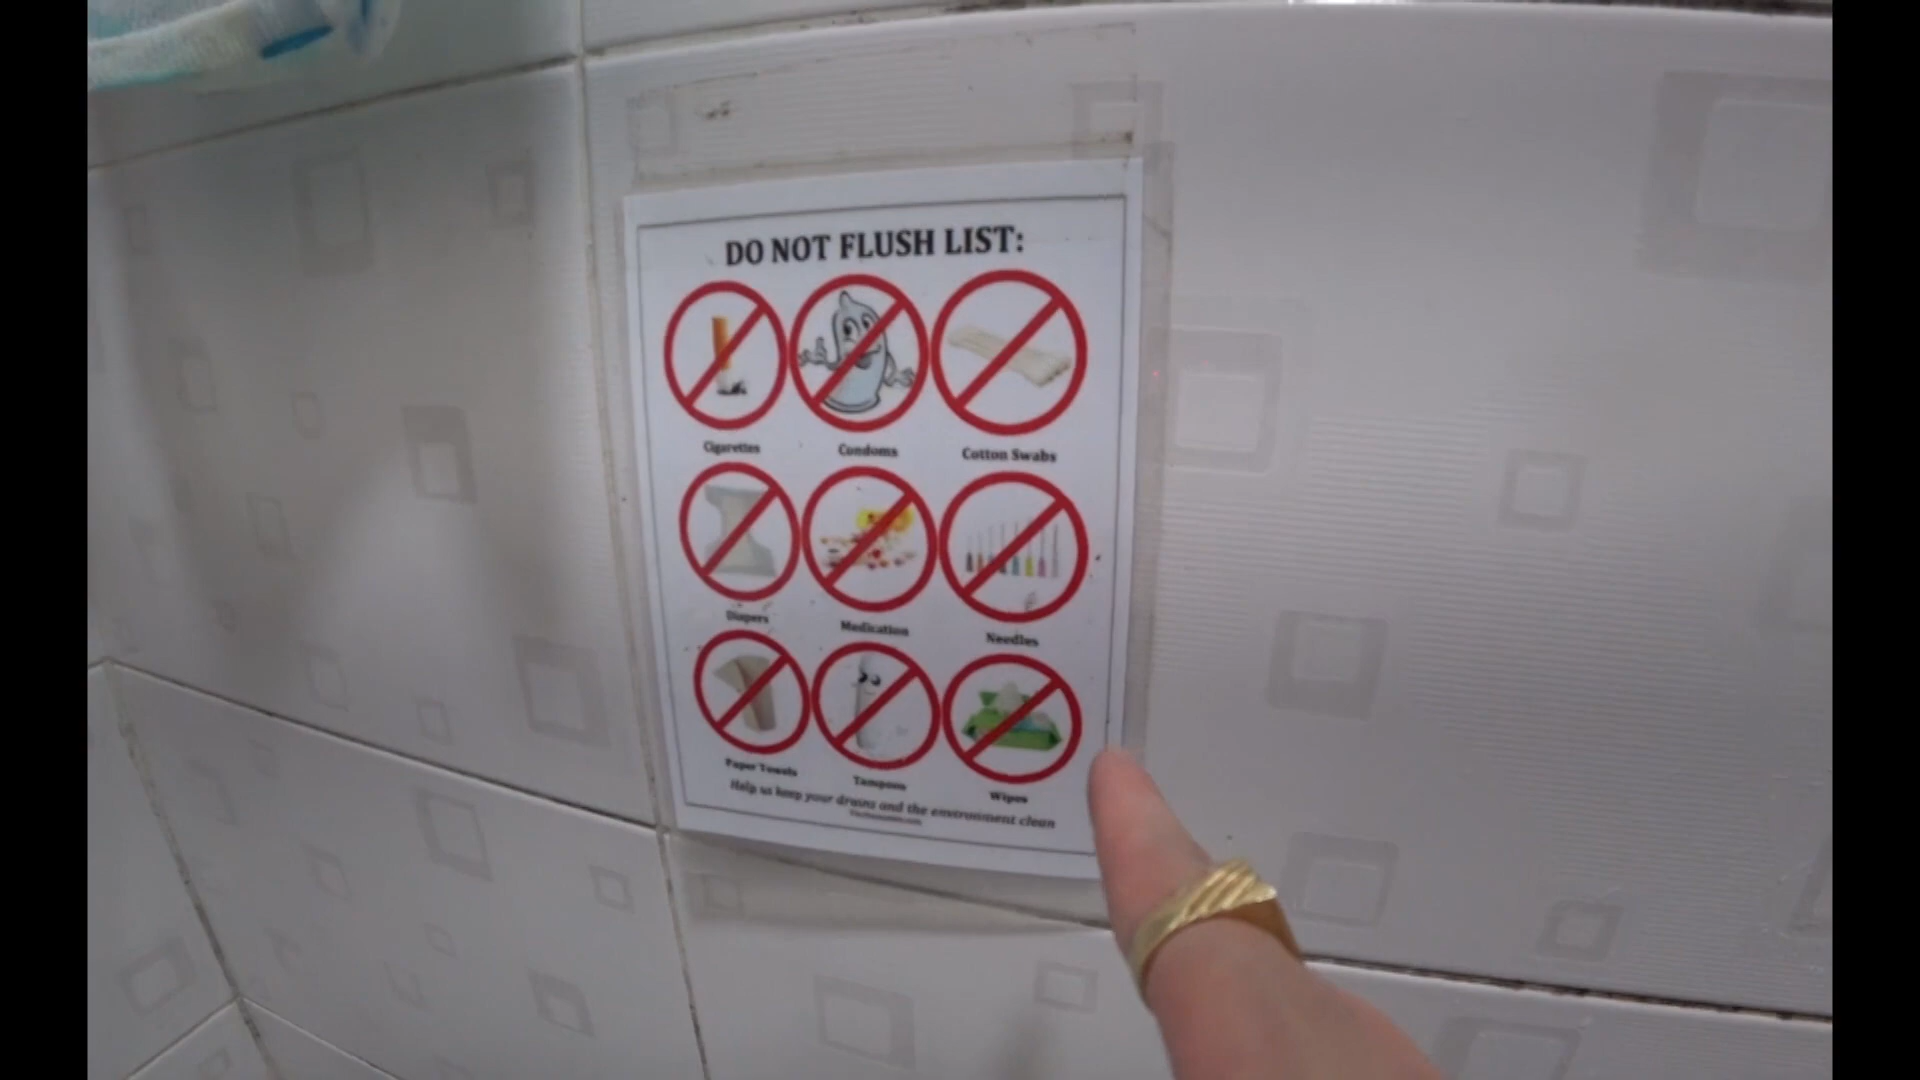 DO NOT FLUSH LIST:
Cigarettes Condoms Cotton Swabs
Diapers Medication Needles
Paper Towels Tampons Wipes
Help us keep your drains and the environment clean